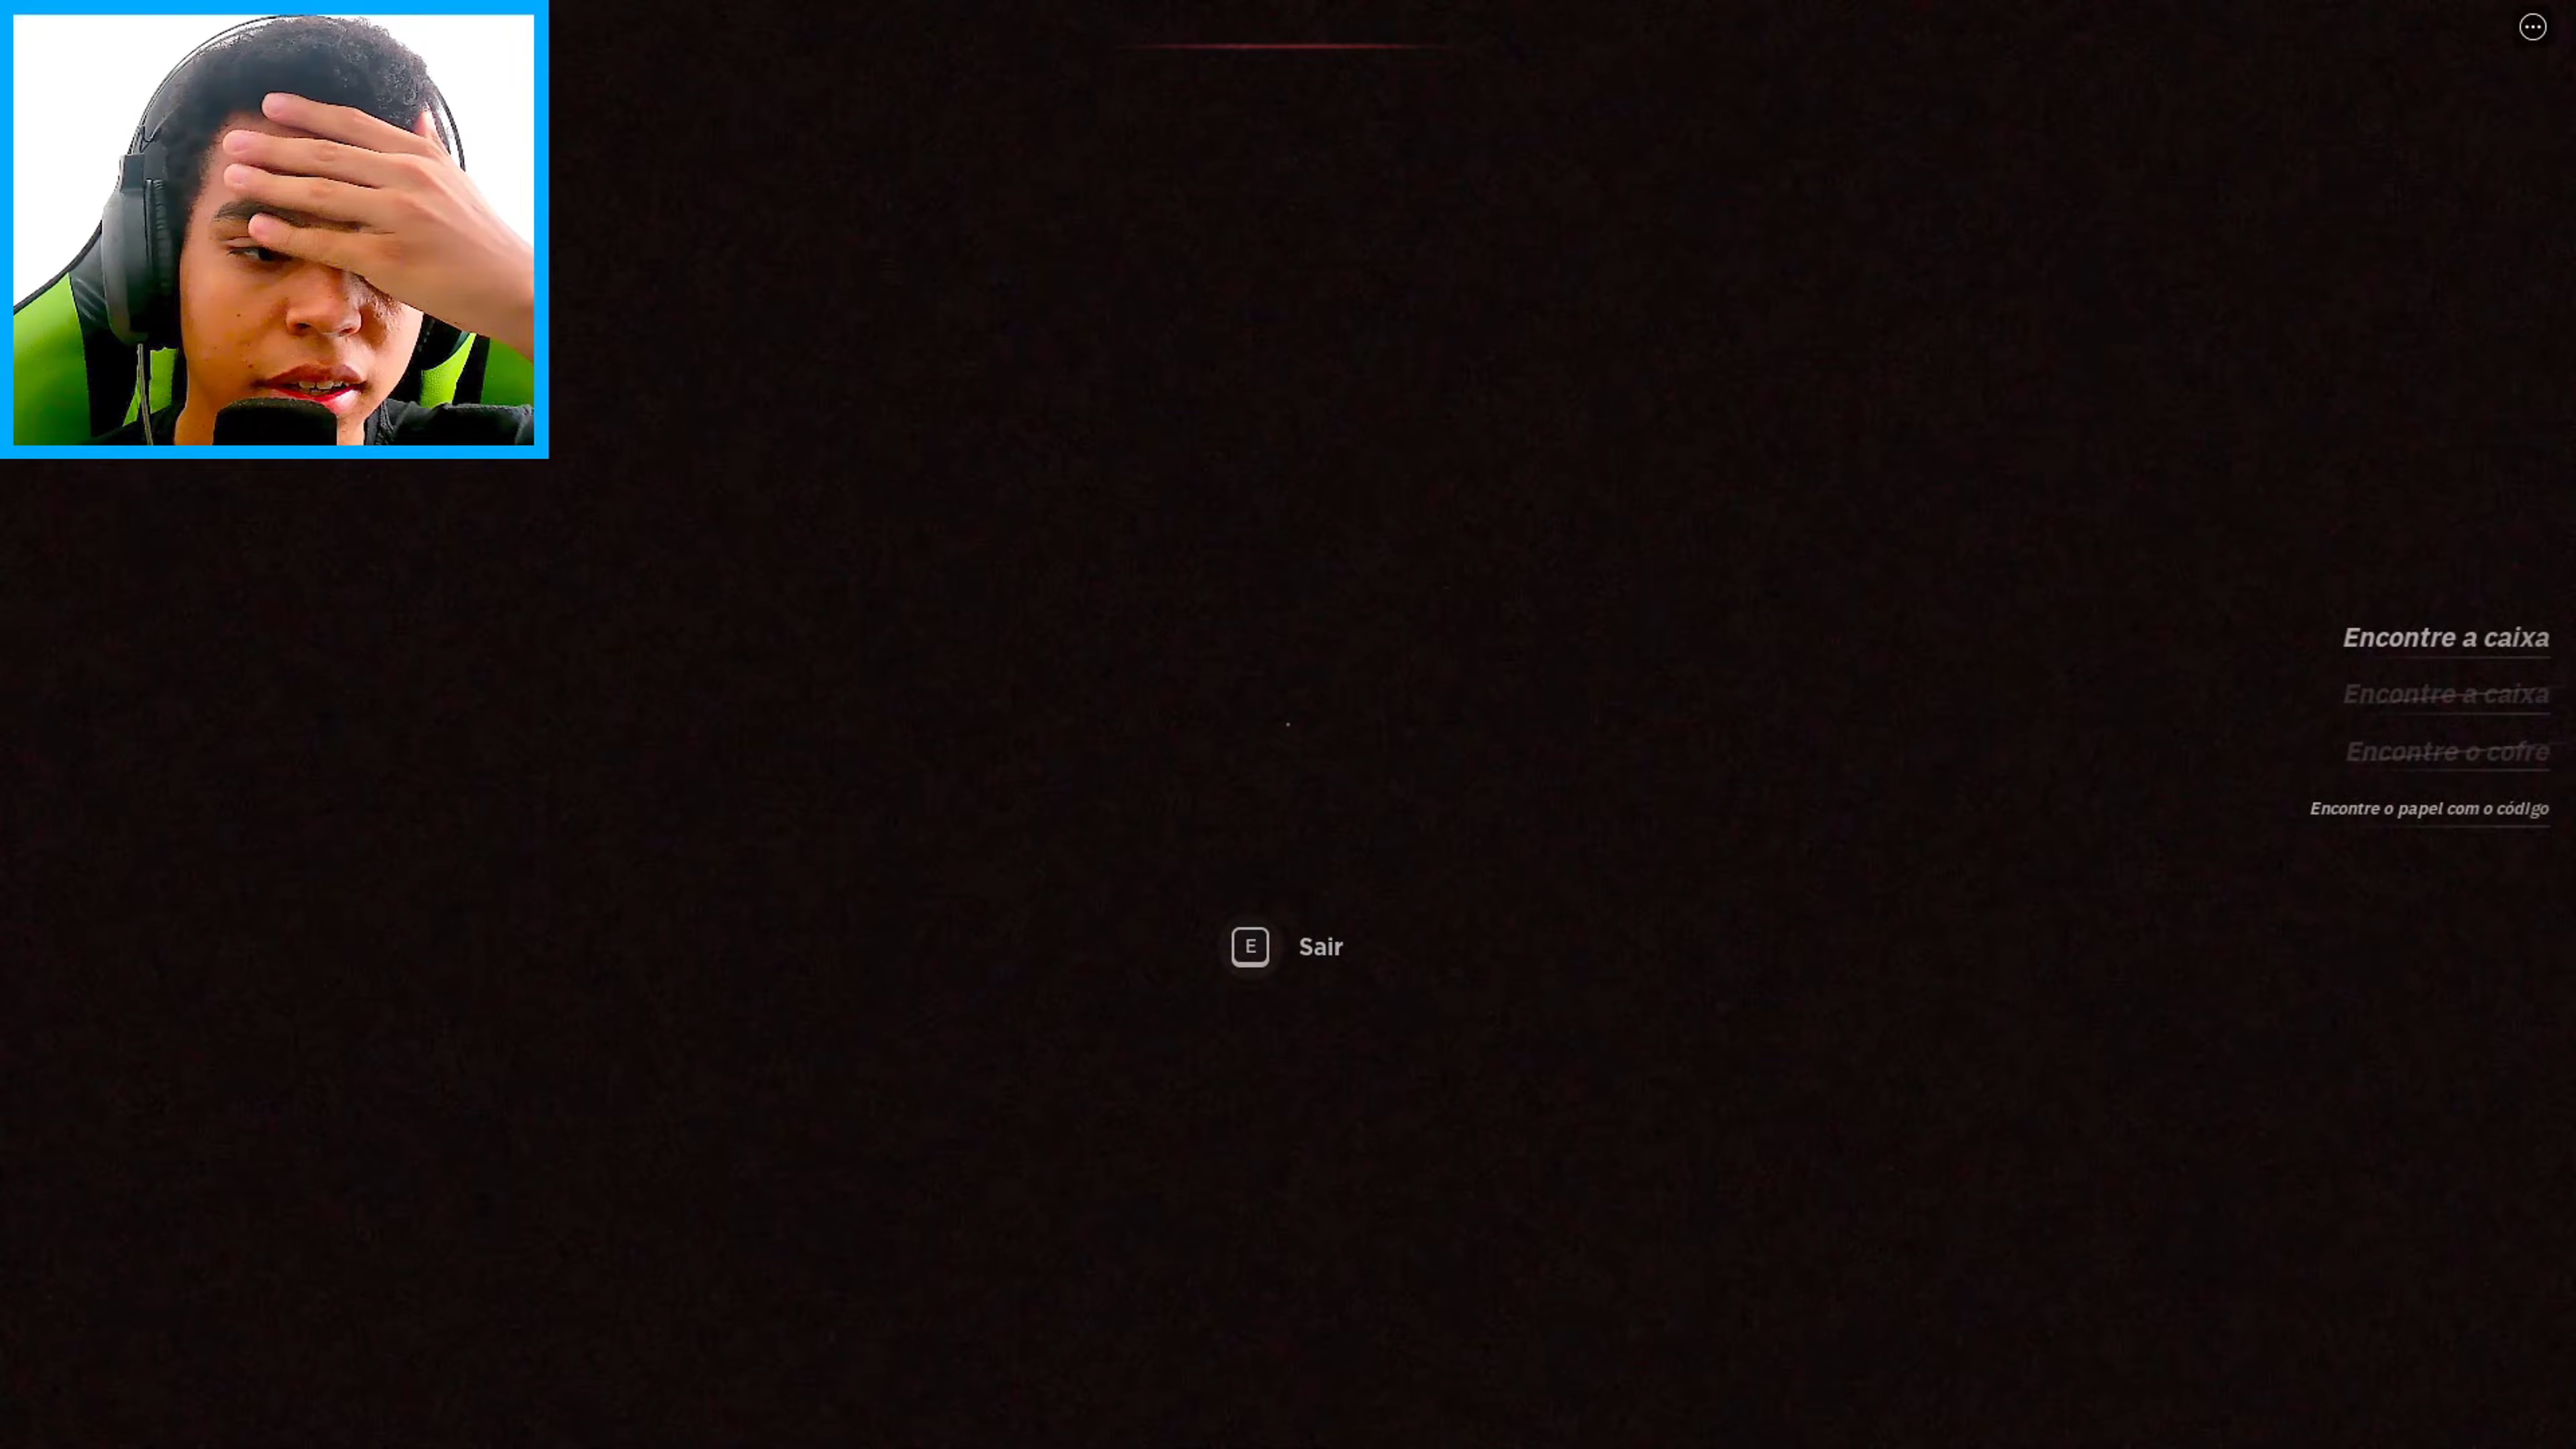 Encontre a caixa
Encontre a caixa
Encontre o cofre
Encontre o papel com o código
E Sair